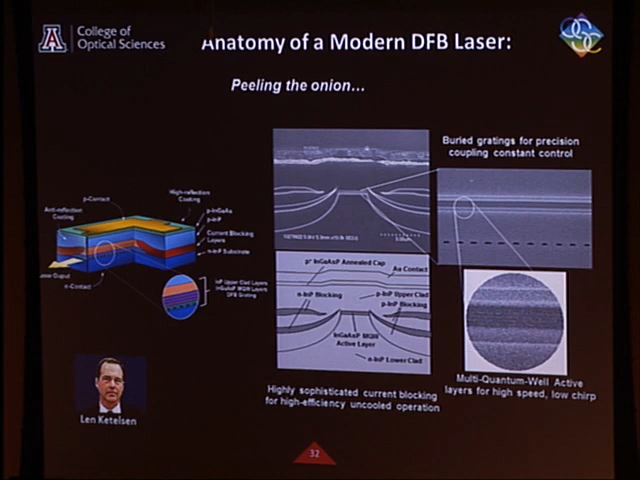 College of
Optical Sciences
Anatomy of a Modern DFB Laser:
Peeling the onion…
Buried gratings for precision
coupling constant control
p-Contact
High-reflection
Coating
Anti-reflection
Coating
p-InGaAs
p-InP
Current Blocking
Layers
n-InP Substrate
Laser Output
n-Contact
InP Upper Clad Layers
InGaAsP MQW Layers
DFB Grating
p⁺ InGaAsP Annealed Cap
Au Contact
n-InP Blocking
p-InP Upper Clad
p-InP Blocking
InGaAsP MQW
Active Layer
n-InP Lower Clad
Multi-Quantum-Well Active
layers for high speed, low chirp
Highly sophisticated current blocking
for high-efficiency uncooled operation
Len Ketelsen
32